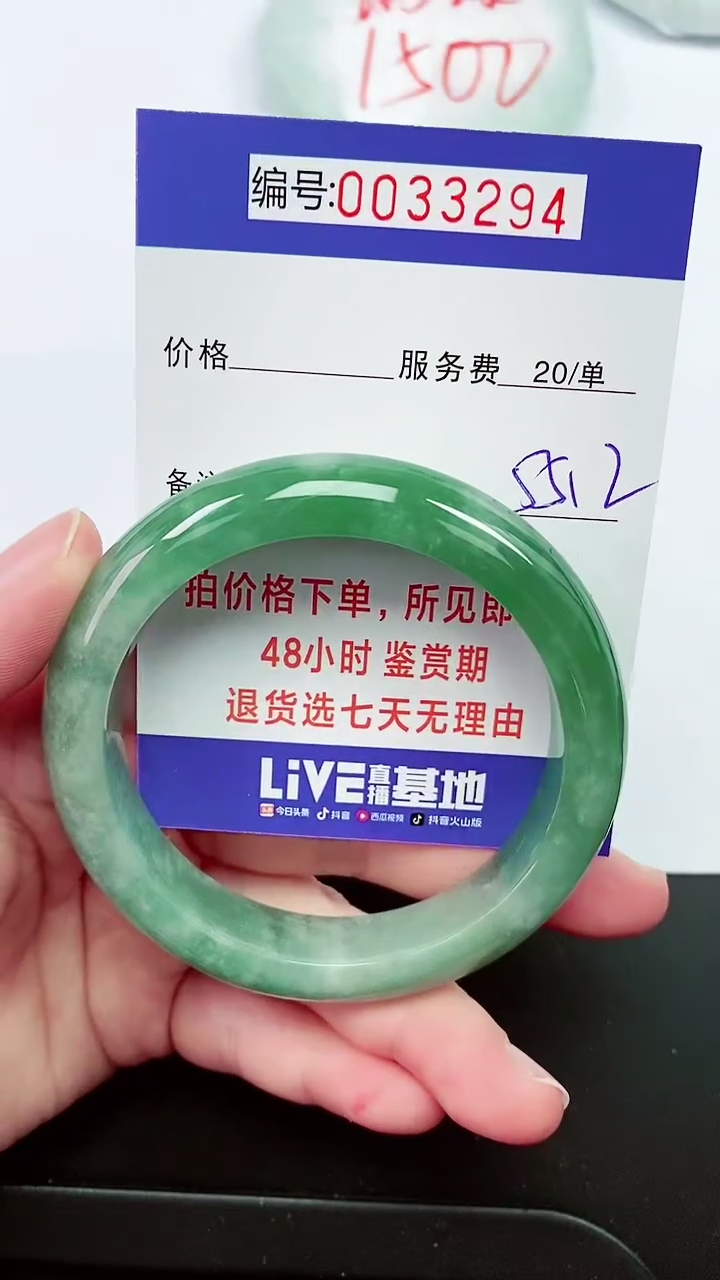 1500
编号:0033294
价格 服务费 20/单
备注 5512
拍价格下单，所见即
48小时 鉴赏期
退货选七天无理由
LiVE直播基地
今日头条 抖音 西瓜视频 抖音火山版